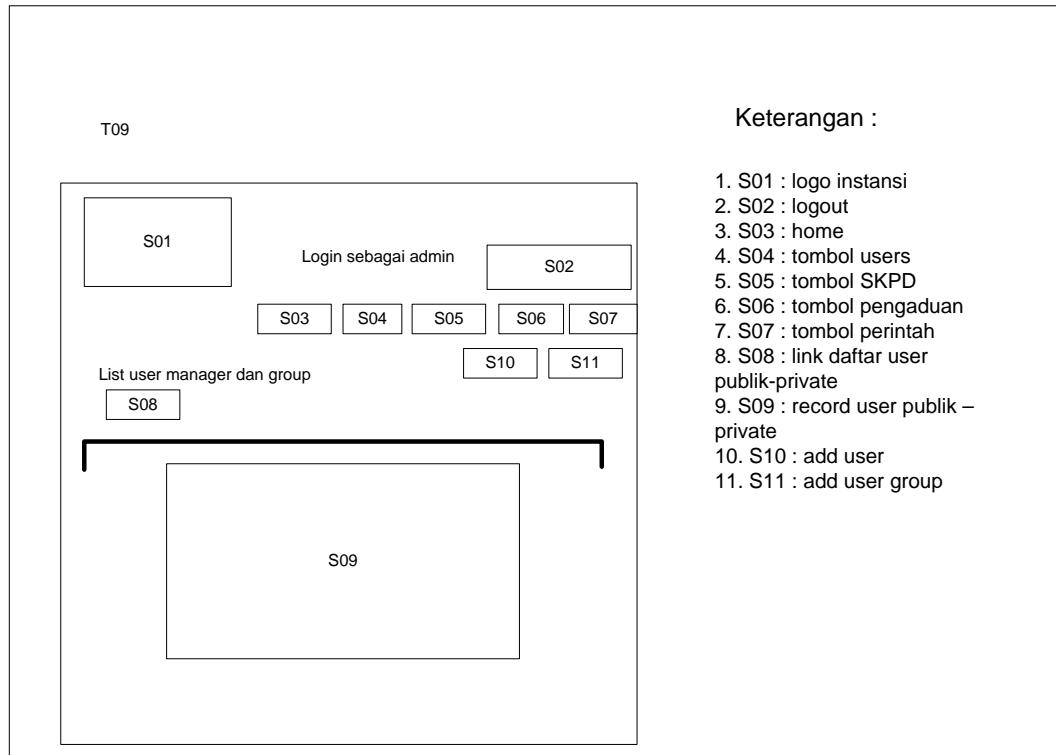 T09
S01
Login sebagai admin
S02
S03
S04
S05
S06
S07
S10
S11
List user manager dan group
S08
S09
Keterangan :
1. S01 : logo instansi
2. S02 : logout
3. S03 : home
4. S04 : tombol users
5. S05 : tombol SKPD
6. S06 : tombol pengaduan
7. S07 : tombol perintah
8. S08 : link daftar user
publik-private
9. S09 : record user publik –
private
10. S10 : add user
11. S11 : add user group